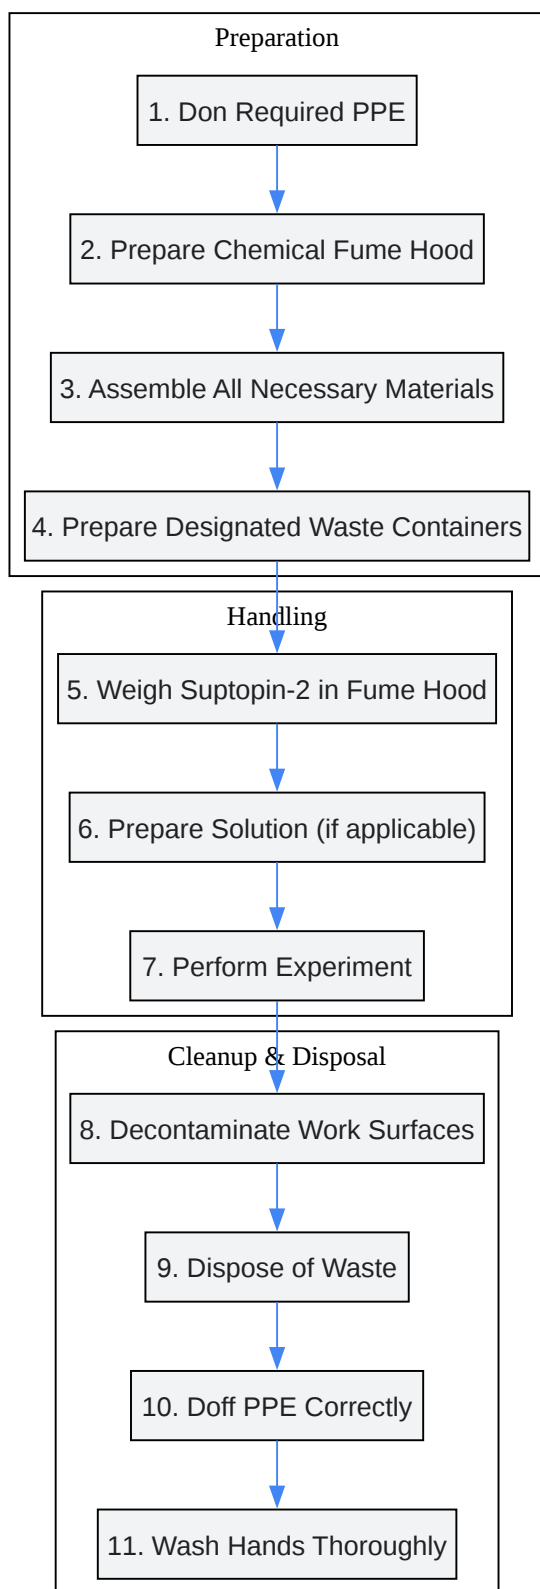 Preparation
1. Don Required PPE
2. Prepare Chemical Fume Hood
3. Assemble All Necessary Materials
4. Prepare Designated Waste Containers
Handling
5. Weigh Suptopin-2 in Fume Hood
6. Prepare Solution (if applicable)
7. Perform Experiment
Cleanup & Disposal
8. Decontaminate Work Surfaces
9. Dispose of Waste
10. Doff PPE Correctly
11. Wash Hands Thoroughly